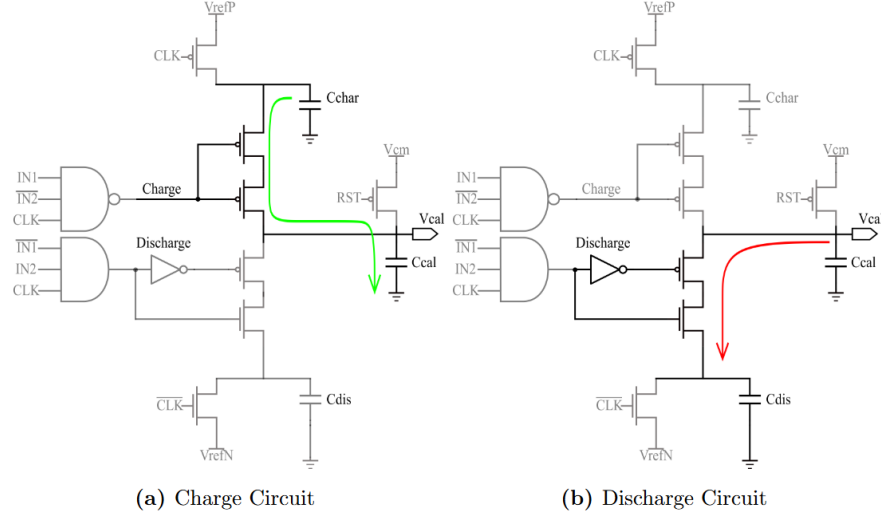 VrefP
CLK
Cchar
Vcm
IN1
IN2
CLK
Charge
RST
Vcal
IN1
IN2
CLK
Discharge
Ccal
CLK
Cdis
VrefN
(a) Charge Circuit
VrefP
CLK
Cchar
Vcm
IN1
IN2
CLK
Charge
RST
Vca
IN1
IN2
CLK
Discharge
Ccal
CLK
Cdis
VrefN
(b) Discharge Circuit